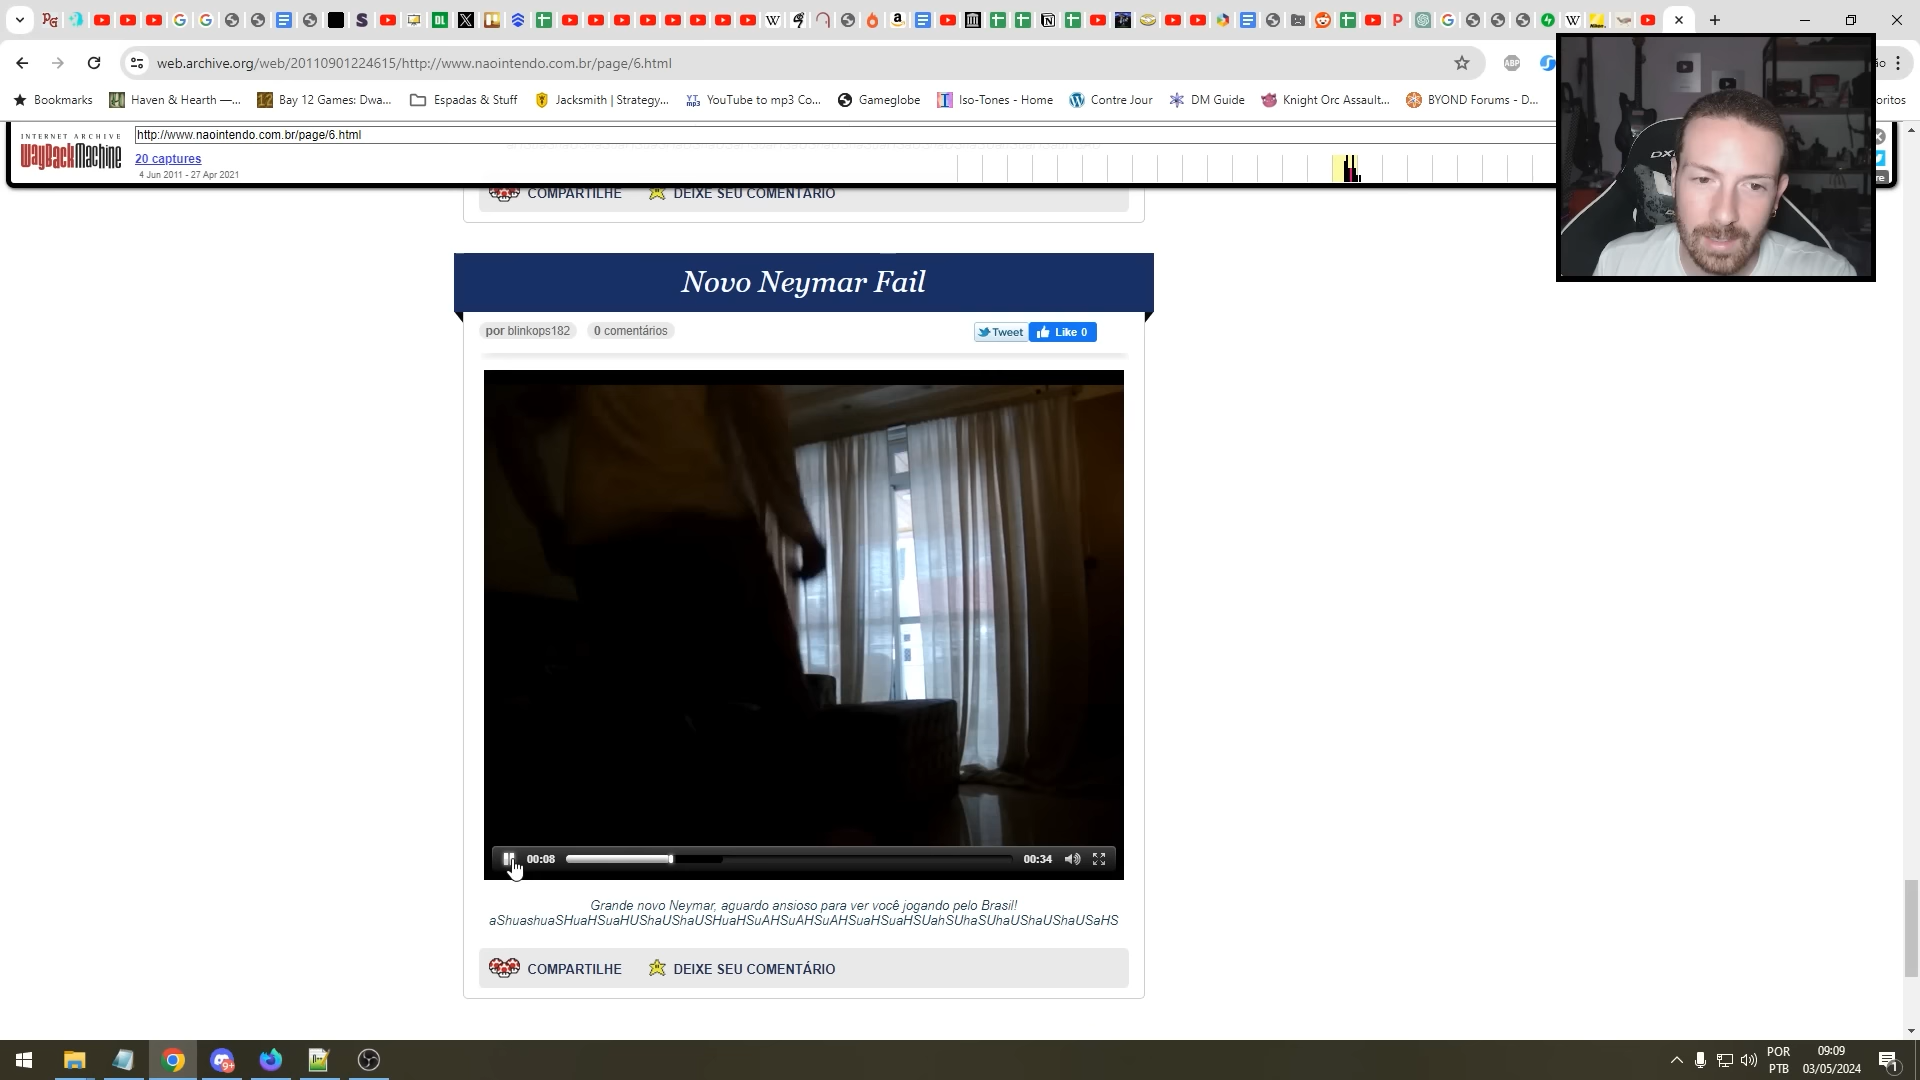 web.archive.org/web/20110901224615/http://www.naointendo.com.br/page/6.html
Bookmarks
Haven & Hearth —...
Bay 12 Games: Dwa...
Espadas & Stuff
Jacksmith | Strategy...
YT mp3
YouTube to mp3 Co...
Gameglobe
Iso-Tones - Home
Contre Jour
DM Guide
Knight Orc Assault...
BYOND Forums - D...
oritos
INTERNET ARCHIVE
WayBackMachine
http://www.naointendo.com.br/page/6.html
20 captures
4 Jun 2011 - 27 Apr 2021
COMPARTILHE
DEIXE SEU COMENTÁRIO
Novo Neymar Fail
por blinkops182
0 comentários
Tweet
Like 0
00:08
00:34
Grande novo Neymar, aguardo ansioso para ver você jogando pelo Brasil!
aShuashuaSHuaHSuaHUShaUShaUSHuaHSuAHSuAHSuAHSuaHSuaHSUahSUhaSUhaUShaUShaUSaHS
COMPARTILHE
DEIXE SEU COMENTÁRIO
POR
PTB
09:09
03/05/2024